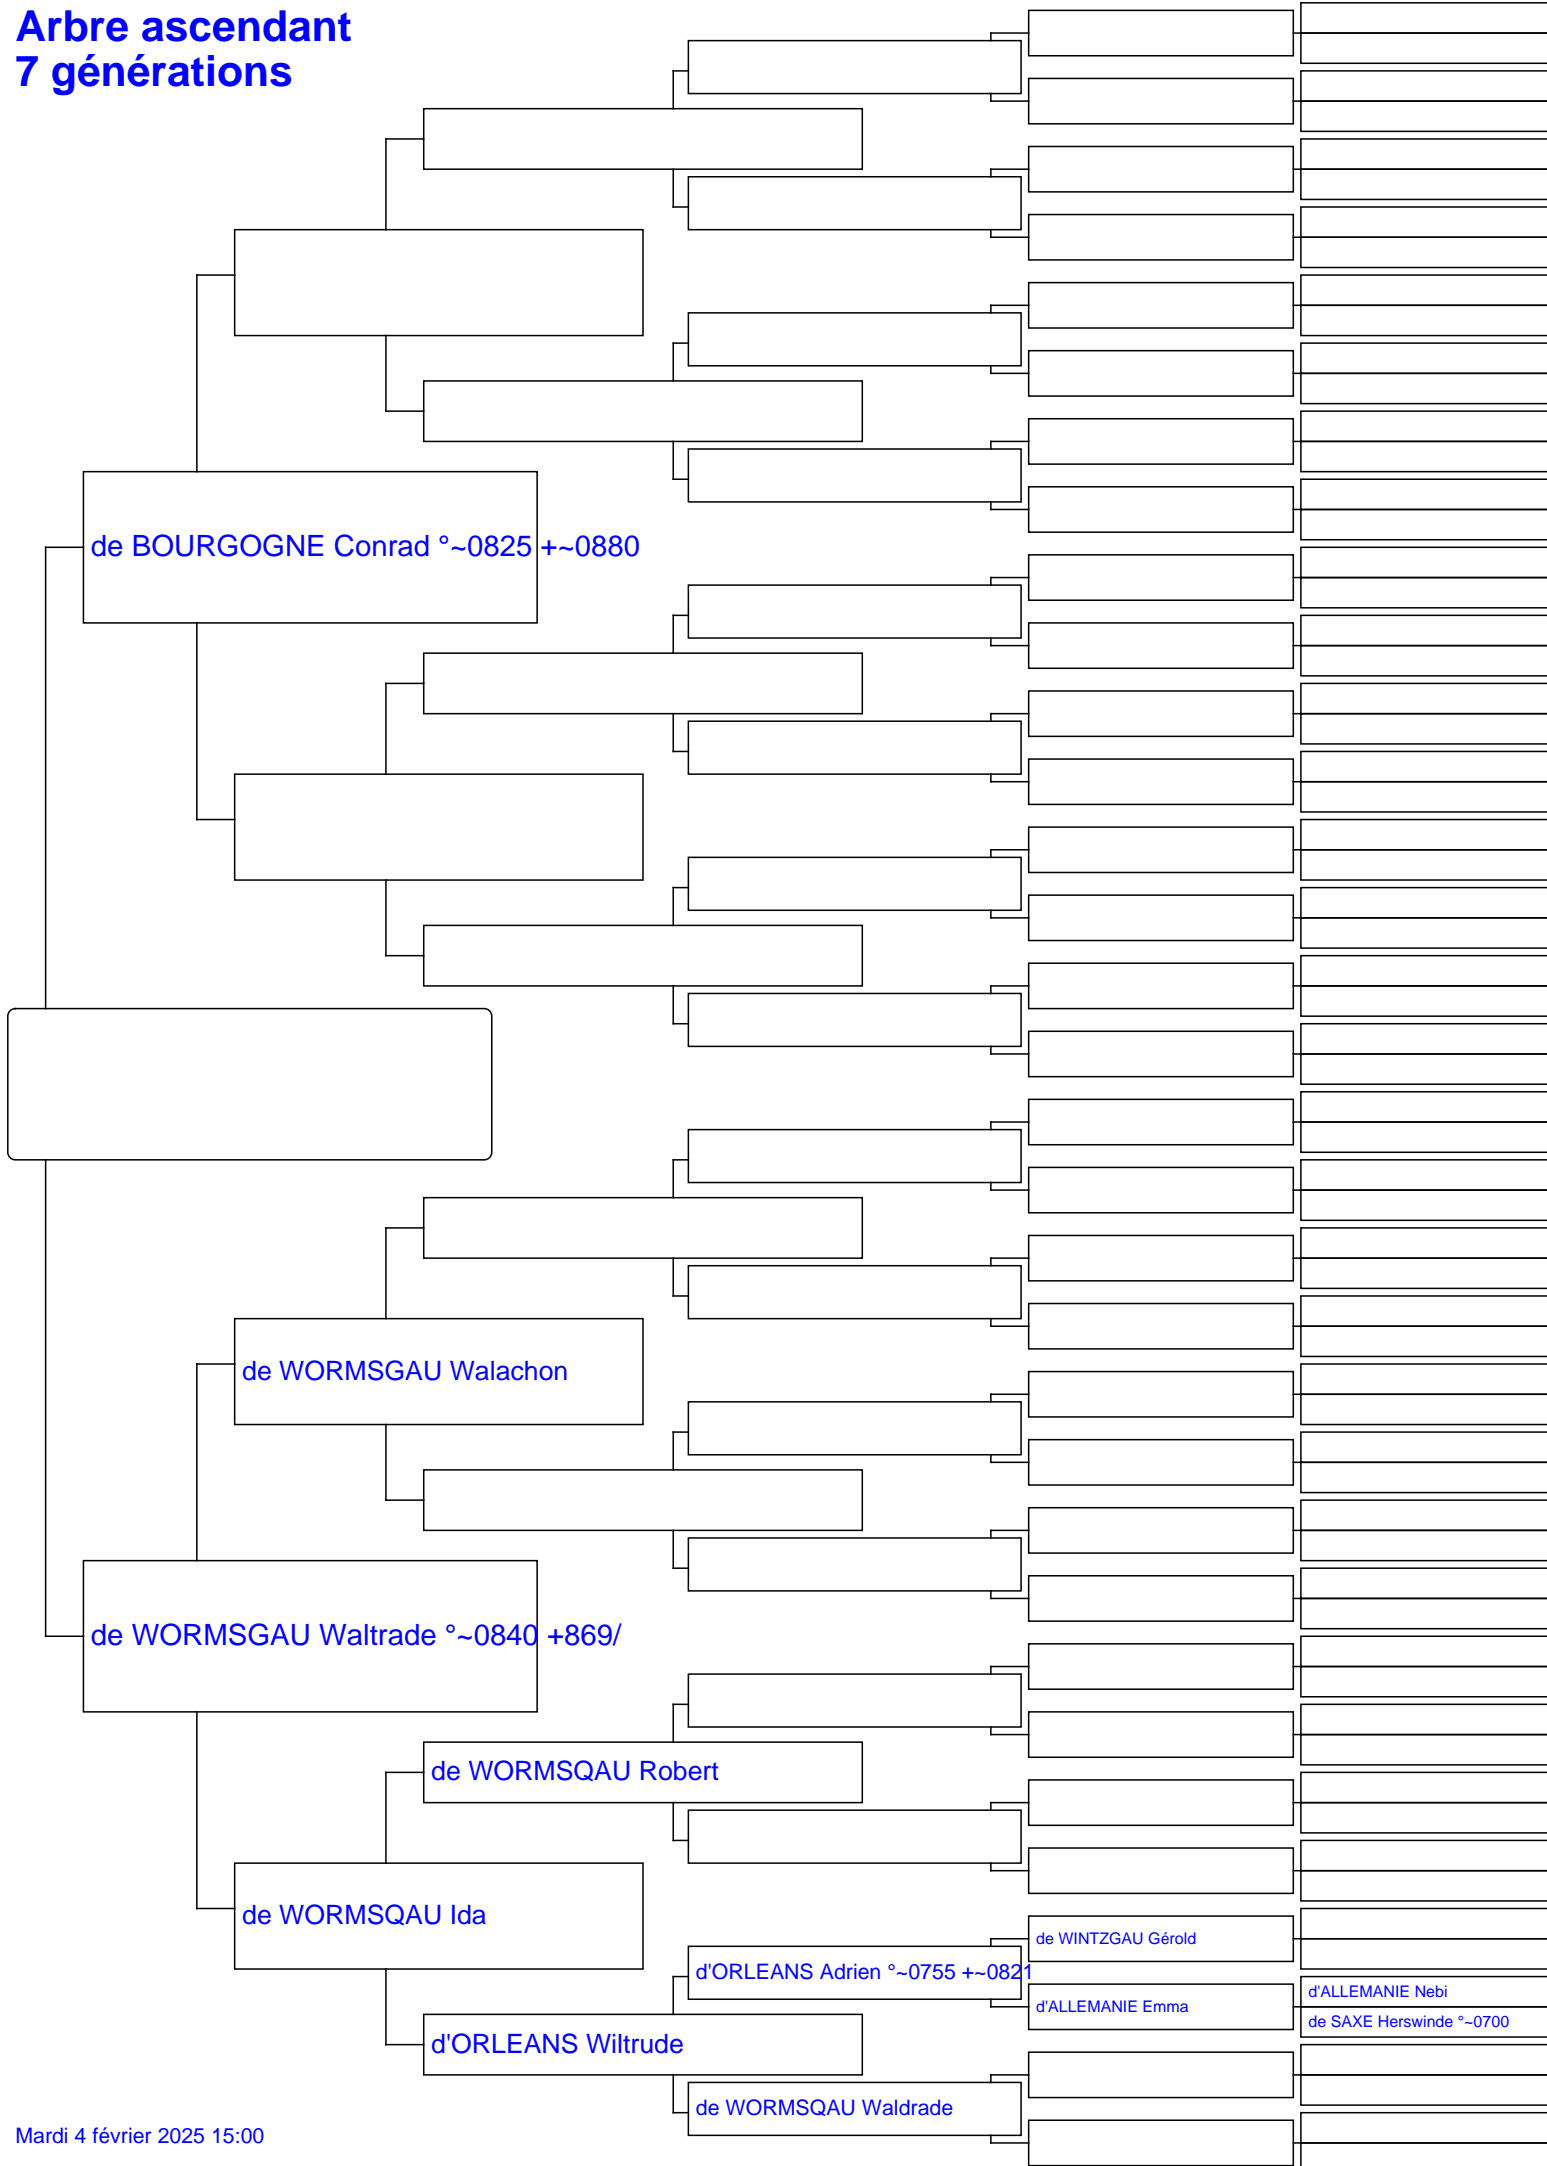 Arbre ascendant
7 générations
de BOURGOGNE Conrad °~0825 +~0880
de WORMSGAU Walachon
de WORMSGAU Waltrade °~0840 +869/
de WORMSQAU Robert
de WORMSQAU Ida
de WINTZGAU Gérold
d'ORLEANS Adrien °~0755 +~0821
d'ALLEMANIE Nebi
d'ALLEMANIE Emma
de SAXE Herswinde °~0700
d'ORLEANS Wiltrude
de WORMSQAU Waldrade
Mardi 4 février 2025 15:00